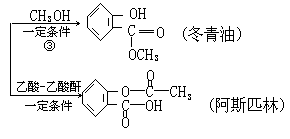 CH₃OH
OH
一定条件
③
C=O
OCH₃
(冬青油)
乙酸-乙酸酐
O
O-C-CH₃
一定条件
C-OH
O
(阿斯匹林)